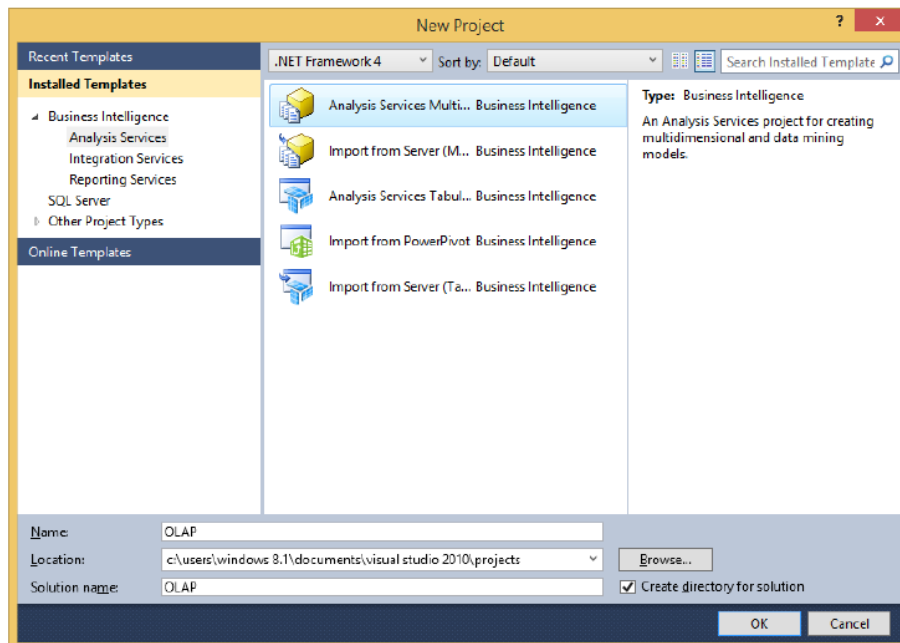 New Project
?
x
Recent Templates
Installed Templates
Business Intelligence
Analysis Services
Integration Services
Reporting Services
SQL Server
Other Project Types
Online Templates
.NET Framework 4
Sort by: Default
Search Installed Template
Analysis Services Multi... Business Intelligence
Import from Server (M... Business Intelligence
Analysis Services Tabul... Business Intelligence
Import from PowerPivot Business Intelligence
Import from Server (Ta... Business Intelligence
Type: Business Intelligence
An Analysis Services project for creating
multidimensional and data mining
models.
Name: OLAP
Location: c:\users\windows 8.1\documents\visual studio 2010\projects
Browse...
Solution name: OLAP
Create directory for solution
OK
Cancel